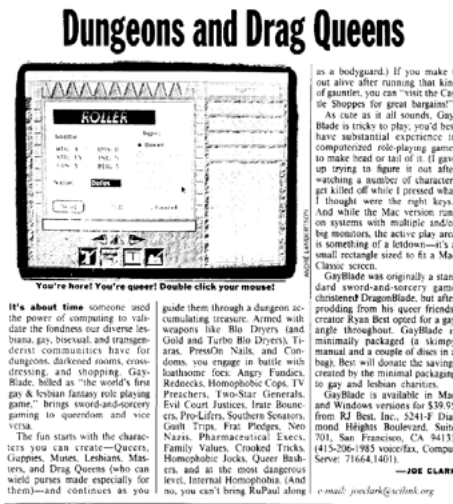 Dungeons and Drag Queens
ROLLER
You're here! You're queer! Double click your mouse!
It's about time someone used
the power of computing to vali-
date the fondness our diverse les-
biana, gay, bisexual, and transgen-
derist communities have for
dungeons, darkened rooms, cross-
dressing, and shopping. Gay-
Blade, billed as "the world's first
gay & lesbian fantasy role playing
game," brings sword-and-sorcery
gaming to queerdom and vice
versa.
The fun starts with the charac-
ters you can create—Queers,
Guppies, Muses, Lesbians, Mas-
ters, and Drag Queens (who can
wield purses made especially for
them)—and continues as you
guide them through a dungeon ac-
cumulating treasure. Armed with
weapons like Blo Dryers (and
Gold and Turbo Blo Dryers), Ti-
aras, PressOn Nails, and Con-
doms, you engage in battle with
loathsome foes: Angry Fundies,
Rednecks, Homophobic Cops, TV
Preachers, Two-Star Generals,
Evil Court Justices, Irate Bounc-
ers, Pro-Lifers, Southern Senators,
Guilt Trips, Frat Pledges, Neo
Nazis, Pharmaceutical Execs,
Family Values, Crooked Tricks,
Homophobic Jocks, Queer Bash-
ers, and at the most dangerous
level, Internal Homophobia. (And
no, you can't bring RuPaul along
as a bodyguard.) If you make
out alive after running that kin
of gauntlet, you can "visit the Ca
tle Shoppes for great bargains!"
As cute as it all sounds, Gay
Blade is tricky to play; you'd bes
have substantial experience i
computerized role-playing game
to make head or tail of it. (I gav
up trying to figure it out afte
watching a number of character
get killed off while I pressed wha
I thought were the right keys.
And while the Mac version run
on systems with multiple and/o
big monitors, the active play are
is something of a letdown—it's
small rectangle sized to fit a Ma
Classic screen.
GayBlade was originally a stan
dard sword-and-sorcery game
christened DragonBlade, but afte
prodding from his queer friends
creator Ryan Best opted for a ga
angle throughout. GayBlade i
minimally packaged (a skimp
manual and a couple of discs in
bag). Best will donate the saving
created by the minimal packagin
to gay and lesbian charities.
GayBlade is available in Ma
and Windows versions for $39.9
from RJ Best, Inc., 5241-F Dia
mond Heights Boulevard, Suite
701, San Francisco, CA 9413
(415-206-1985 voice/fax, Compu
Serve: 71664,1401).
—JOE CLARK
e-mail: joeclark@scilink.org